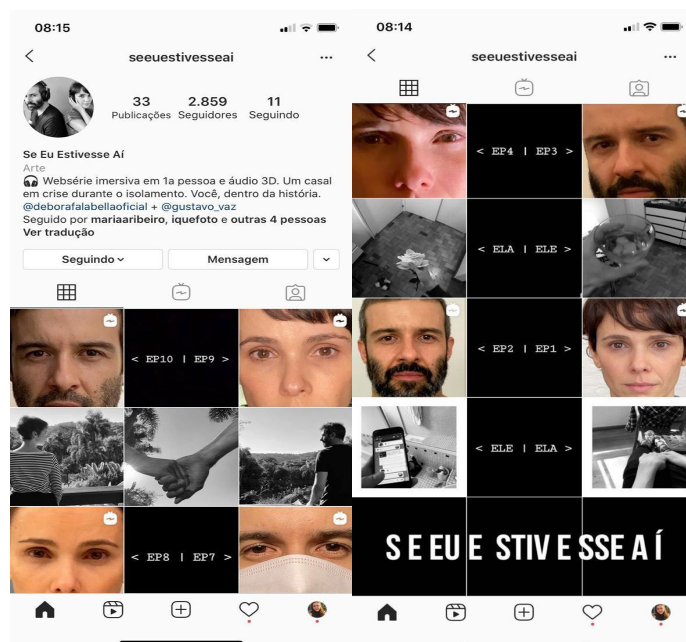 08:15
seeuestivesseai
33 2.859 11
Publicações Seguidores Seguindo
Se Eu Estivesse Aí
Arte
Websérie imersiva em 1a pessoa e áudio 3D. Um casal
em crise durante o isolamento. Você, dentro da história.
@deborafalabellaoficial + @gustavo_vaz
Seguido por mariaaribeiro, iquefoto e outras 4 pessoas
Ver tradução
Seguindo
Mensagem
< EP10 | EP9 >
< EP8 | EP7 >
08:14
seeuestivesseai
< EP4 | EP3 >
< ELA | ELE >
< EP2 | EP1 >
< ELE | ELA >
SE EU E STIV E SSE A Í